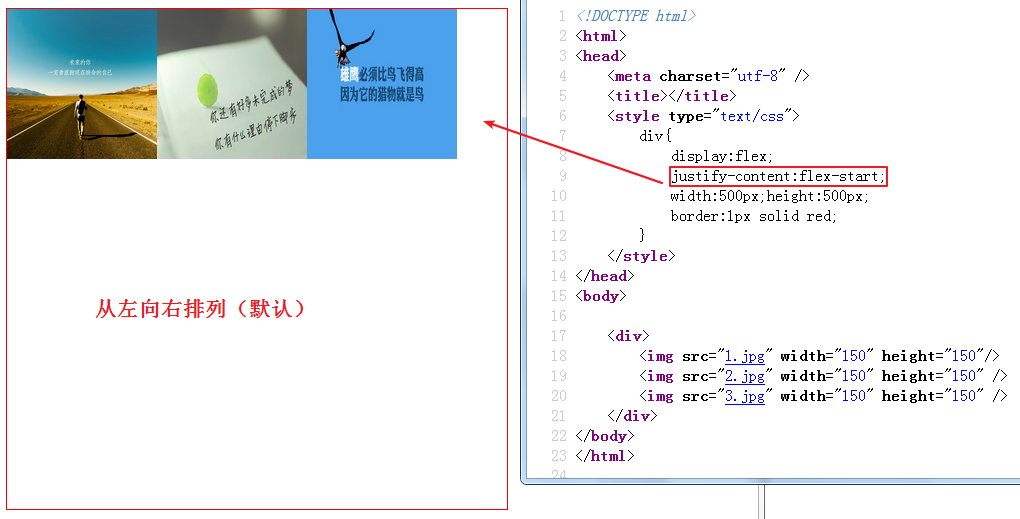 未来的你
一定会感谢现在拼命的自己
你还有好多未完成的梦
你有什么理由停下脚步
雄鹰必须比鸟飞得高
因为它的猎物就是鸟
从左向右排列（默认）
1 <!DOCTYPE html>
2 <html>
3 <head>
4 <meta charset="utf-8" />
5 <title></title>
6 <style type="text/css">
7 div{
8 display:flex;
9 justify-content:flex-start;
10 width:500px;height:500px;
11 border:1px solid red;
12 }
13 </style>
14 </head>
15 <body>
16
17 <div>
18 <img src="1.jpg" width="150" height="150"/>
19 <img src="2.jpg" width="150" height="150" />
20 <img src="3.jpg" width="150" height="150" />
21 </div>
22 </body>
23 </html>
24